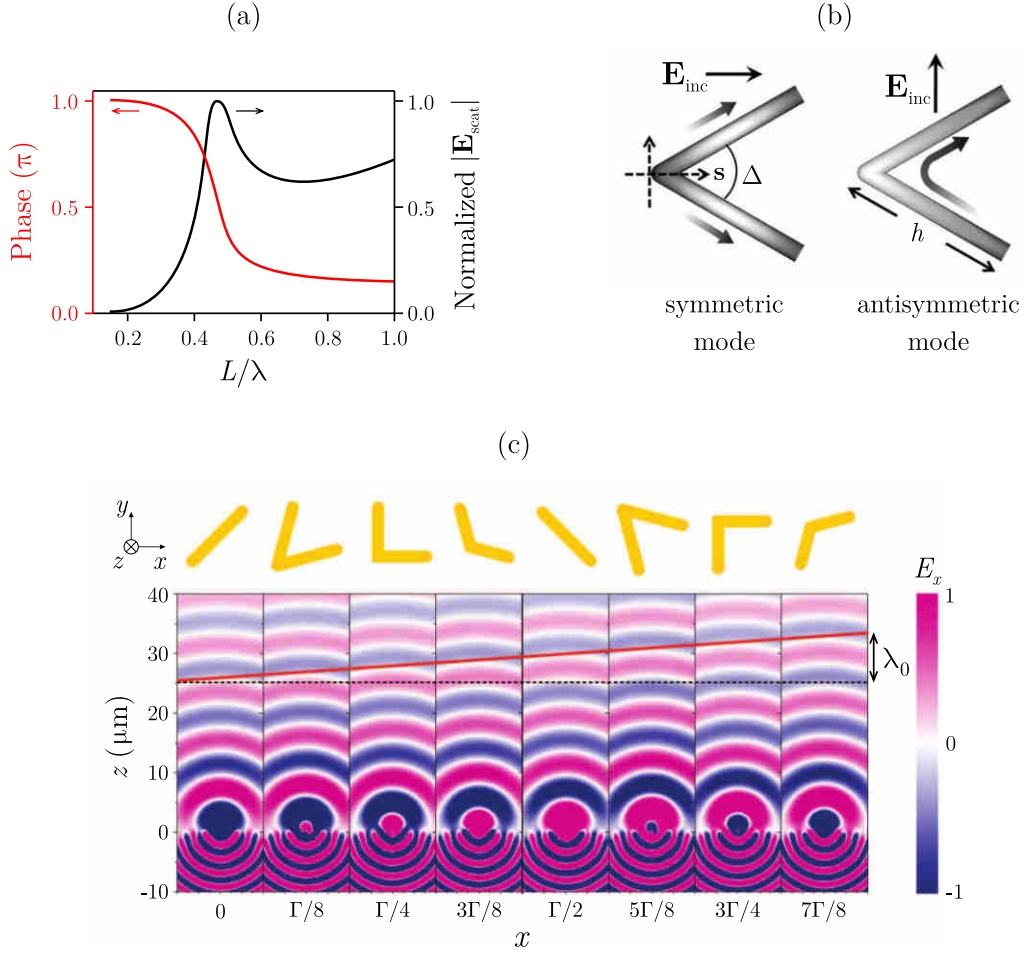 (a)
Phase (π)
1.0
0.5
0.0
0.2
0.4
0.6
0.8
1.0
L/λ
1.0
0.5
0.0
Normalized |E_scat|
(b)
E_inc
s
Δ
symmetric
mode
E_inc
h
antisymmetric
mode
(c)
y
z
x
z (μm)
40
30
25
20
10
0
-10
0
Γ/8
Γ/4
3Γ/8
Γ/2
5Γ/8
3Γ/4
7Γ/8
x
λ₀
E_x
1
0
-1